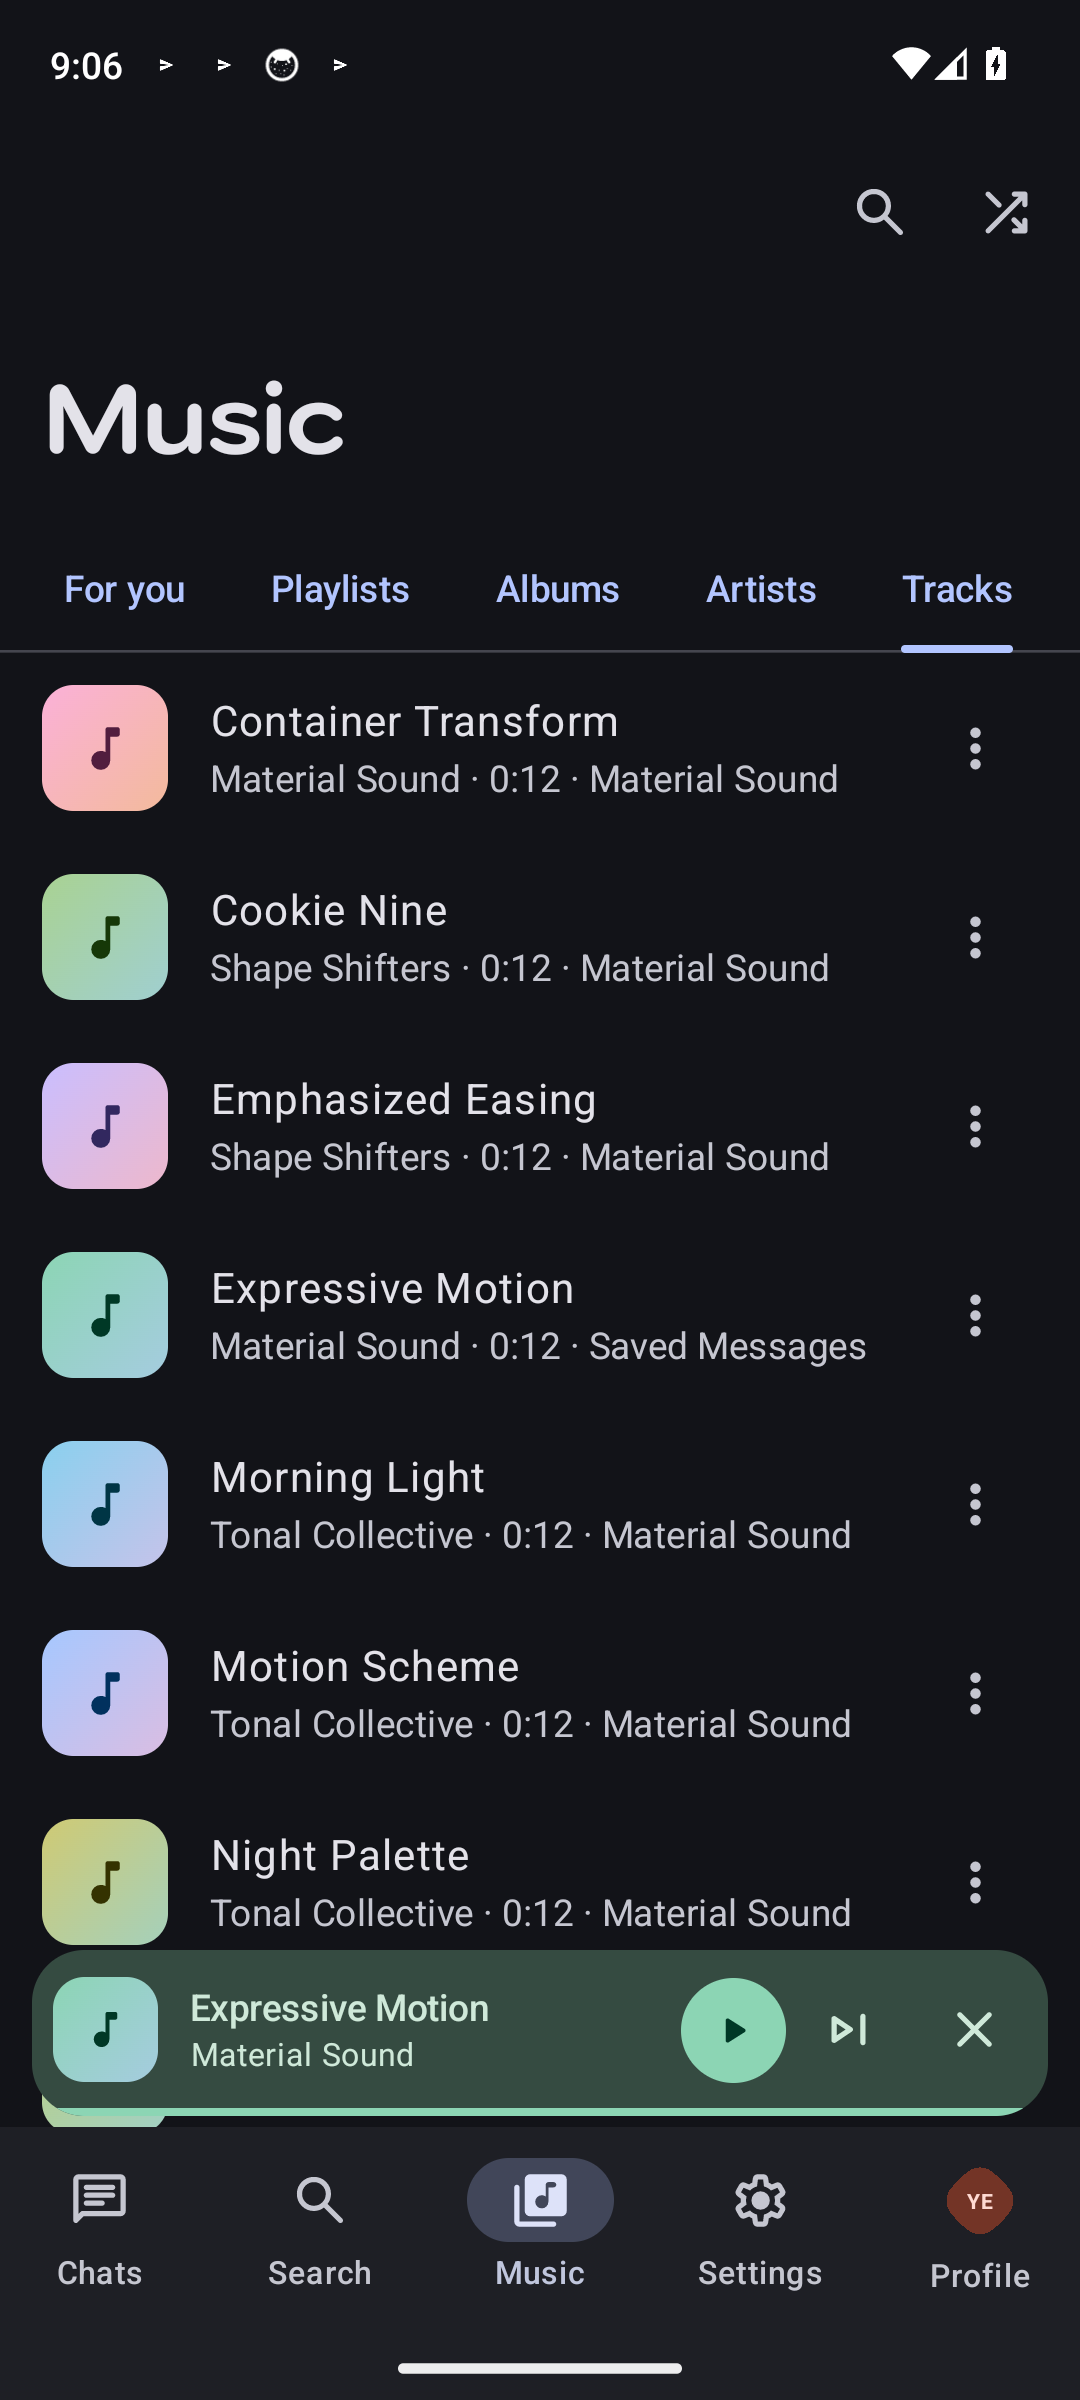 9:06
Music
For you
Playlists
Albums
Artists
Tracks
Container Transform
Material Sound · 0:12 · Material Sound
Cookie Nine
Shape Shifters · 0:12 · Material Sound
Emphasized Easing
Shape Shifters · 0:12 · Material Sound
Expressive Motion
Material Sound · 0:12 · Saved Messages
Morning Light
Tonal Collective · 0:12 · Material Sound
Motion Scheme
Tonal Collective · 0:12 · Material Sound
Night Palette
Tonal Collective · 0:12 · Material Sound
Expressive Motion
Material Sound
YE
Chats
Search
Music
Settings
Profile